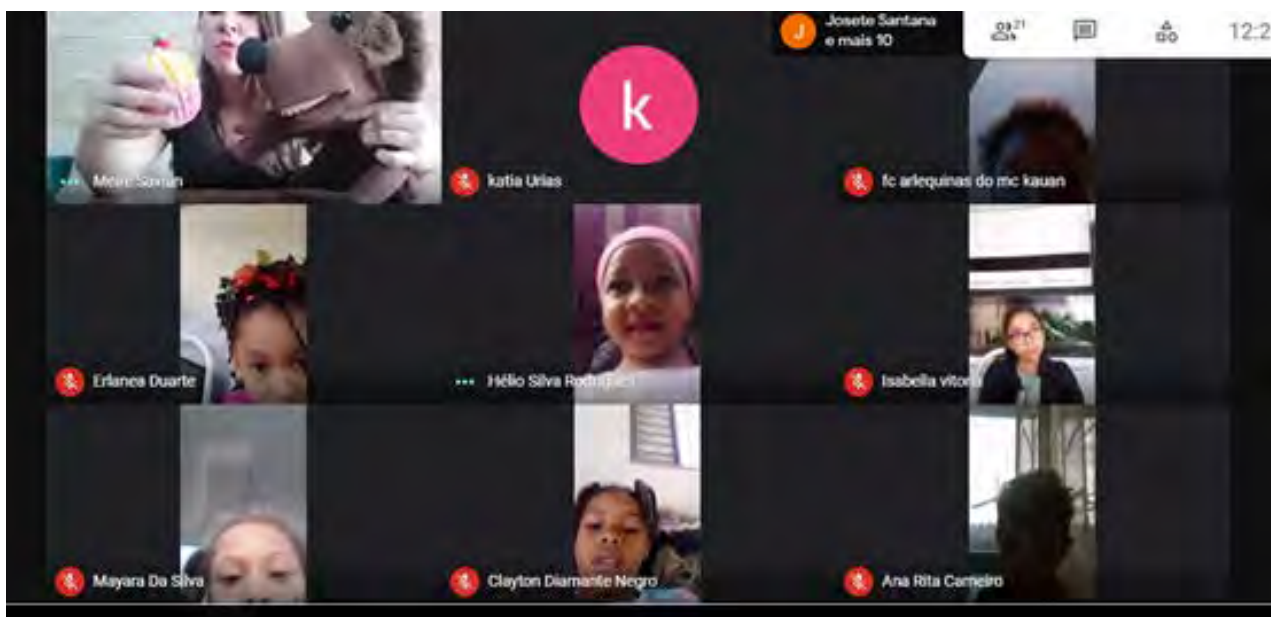 J
Josete Santana
e mais 10
21
12:2
k
Meire
katia Urias
fc arlequinas do mc kauan
Erlanea Duarte
Hélio Silva Rodrigues
Isabella vitoria
Mayara Da Silva
Clayton Diamante Negro
Ana Rita Carneiro